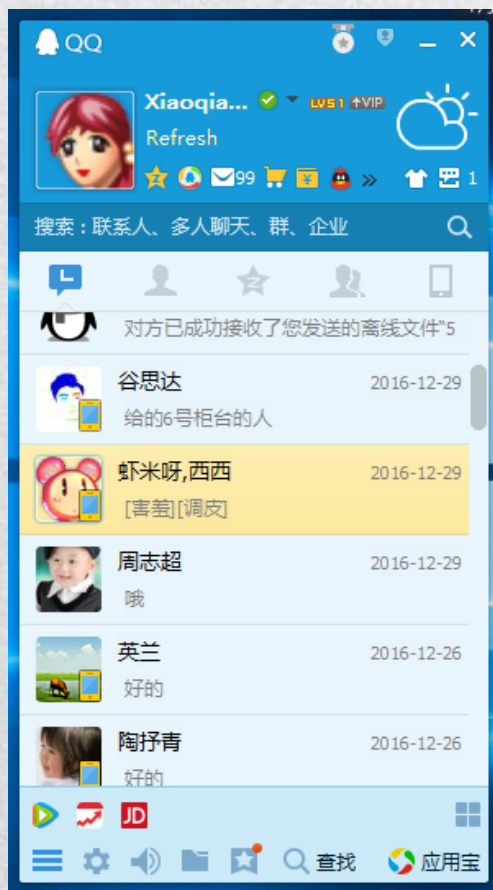 QQ
Xiaoqia... LV51 VIP
Refresh
99
1
搜索：联系人、多人聊天、群、企业
对方已成功接收了您发送的离线文件"5
谷思达 2016-12-29
给的6号柜台的人
虾米呀,西西 2016-12-29
[害羞][调皮]
周志超 2016-12-29
哦
英兰 2016-12-26
好的
陶抒青 2016-12-26
好的
JD
查找 应用宝